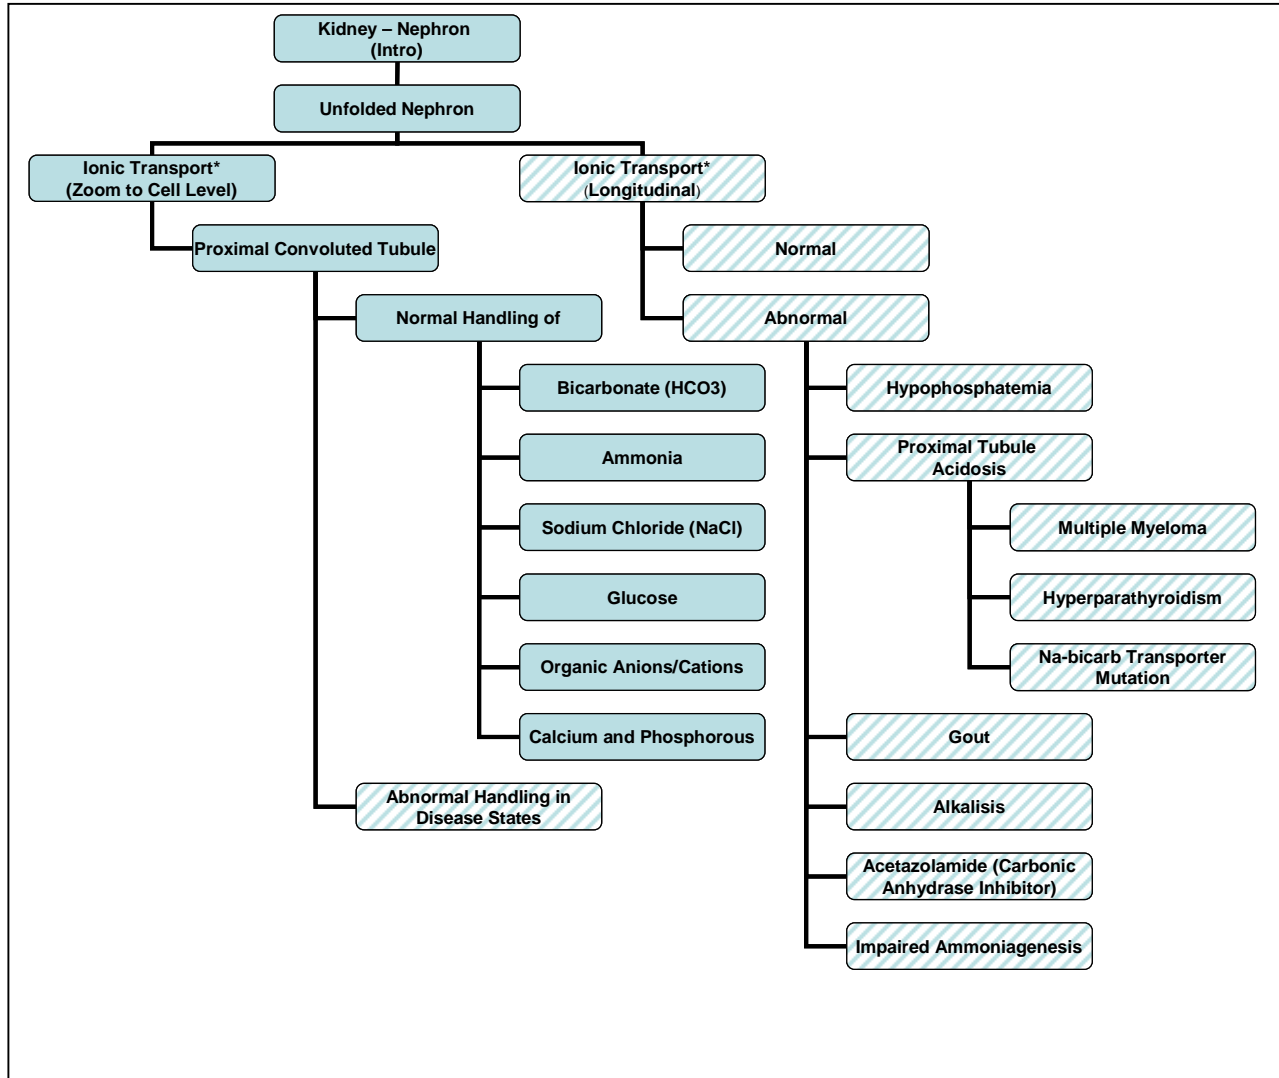 Kidney – Nephron
(Intro)
Unfolded Nephron
Ionic Transport*
(Zoom to Cell Level)
Ionic Transport*
(Longitudinal)
Proximal Convoluted Tubule
Normal
Normal Handling of
Abnormal
Bicarbonate (HCO3)
Hypophosphatemia
Ammonia
Proximal Tubule
Acidosis
Sodium Chloride (NaCl)
Multiple Myeloma
Glucose
Hyperparathyroidism
Organic Anions/Cations
Na-bicarb Transporter
Mutation
Calcium and Phosphorous
Gout
Abnormal Handling in
Disease States
Alkalisis
Acetazolamide (Carbonic
Anhydrase Inhibitor)
Impaired Ammoniagenesis